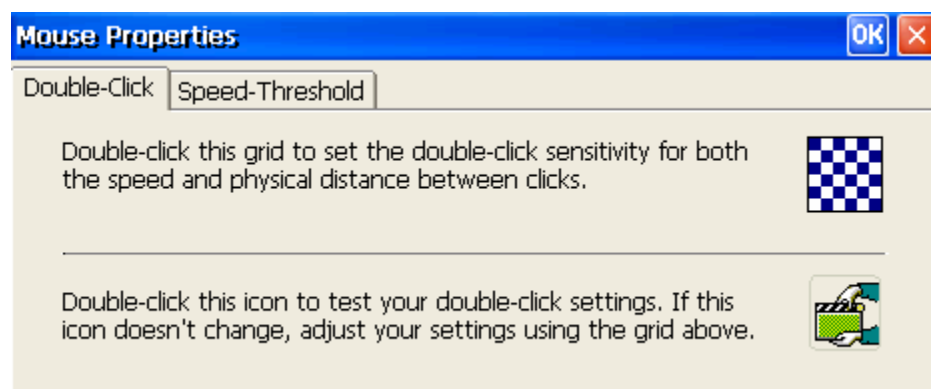 Mouse Properties OK
Double-Click Speed-Threshold
Double-click this grid to set the double-click sensitivity for both
the speed and physical distance between clicks.
Double-click this icon to test your double-click settings. If this
icon doesn't change, adjust your settings using the grid above.